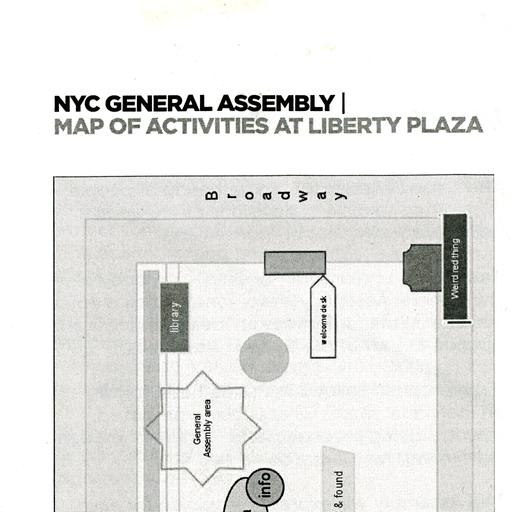 NYC GENERAL ASSEMBLY |
MAP OF ACTIVITIES AT LIBERTY PLAZA
Broadway
Weird red thing
welcome desk
library
General
Assembly area
info
& found